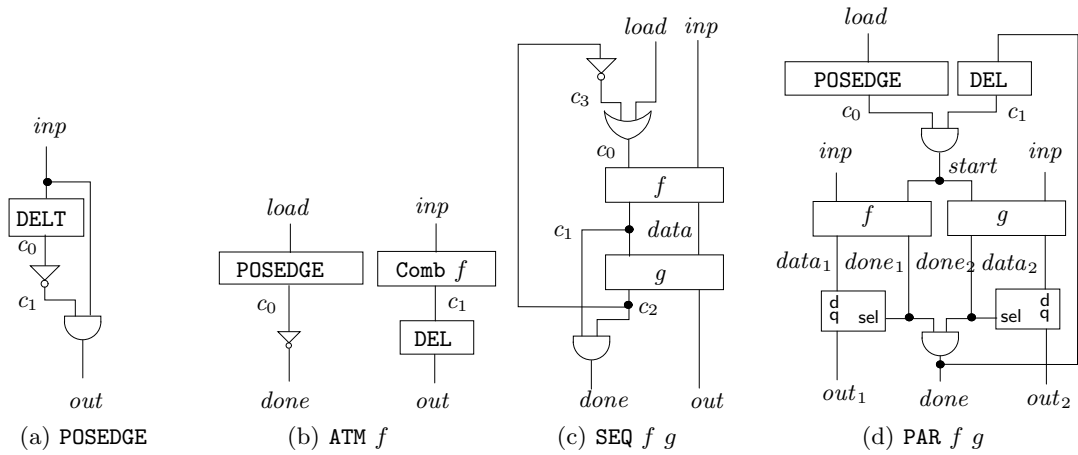 inp
DELT
c0
c1
out
(a) POSEDGE
load
inp
POSEDGE
Comb f
c0
c1
DEL
done
out
(b) ATM f
load
inp
c3
c0
f
c1
data
g
c2
done
out
(c) SEQ f g
load
POSEDGE
DEL
c0
c1
inp
start
inp
f
g
data1
done1
done2
data2
d
q
sel
sel
d
q
out1
done
out2
(d) PAR f g